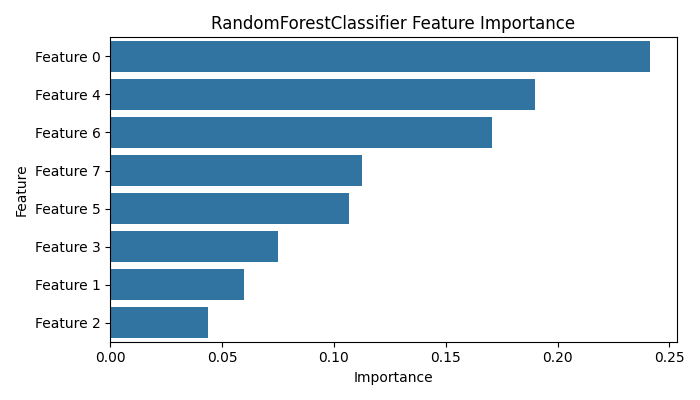 RandomForestClassifier Feature Importance
Feature 0
Feature 4
Feature 6
Feature 7
Feature 5
Feature 3
Feature 1
Feature 2
Feature
0.00 0.05 0.10 0.15 0.20 0.25
Importance